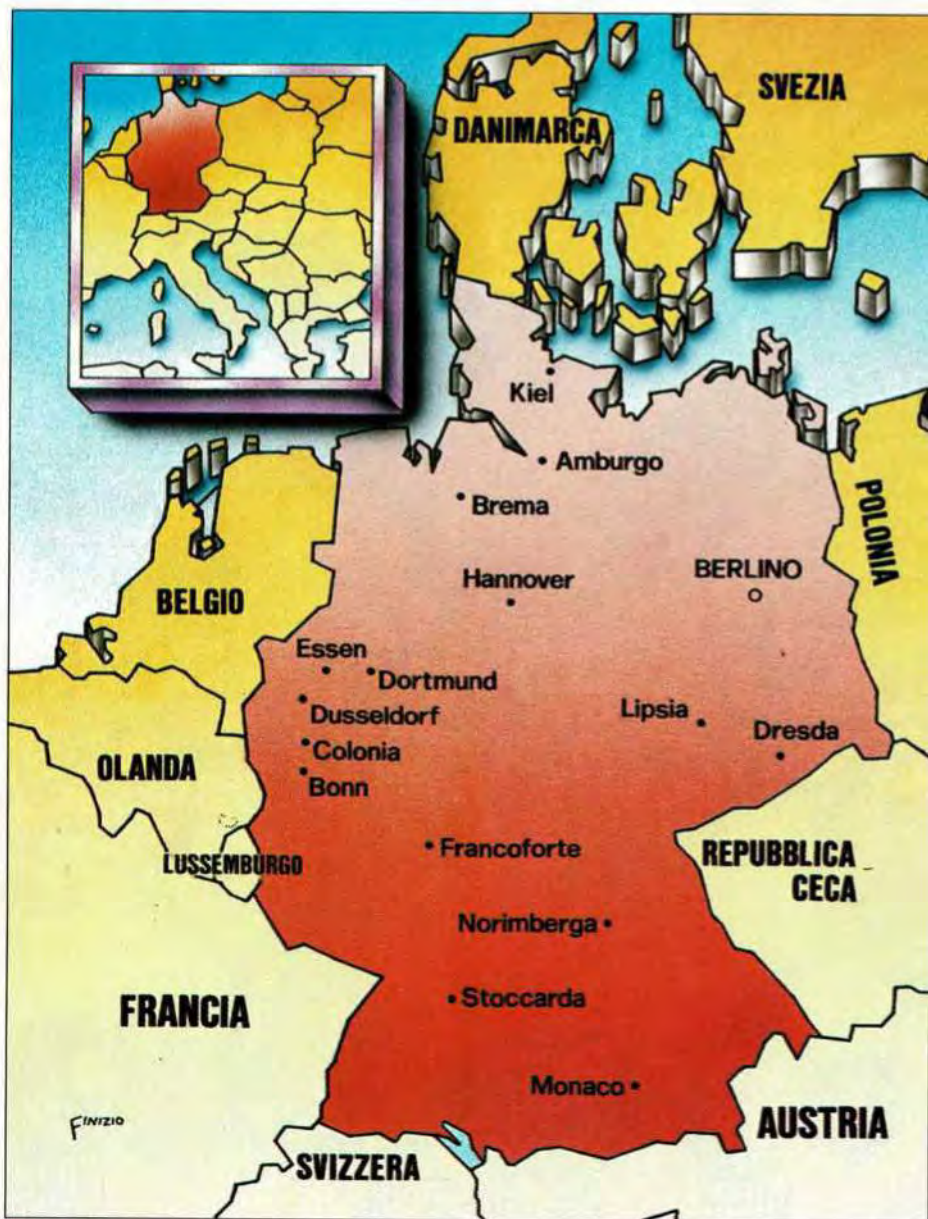 SVEZIA
DANIMARCA
Kiel
Amburgo
Brema
POLONIA
BERLINO
Hannover
BELGIO
Essen
Dortmund
Dusseldorf
Lipsia
Dresda
Colonia
OLANDA
Bonn
Francoforte
REPUBBLICA
CECA
LUSSEMBURGO
Norimberga
Stoccarda
FRANCIA
Monaco
FINIZIO
AUSTRIA
SVIZZERA